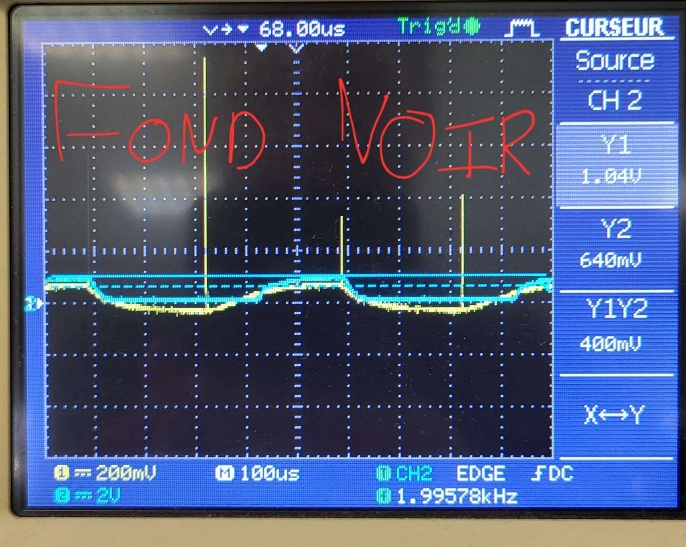 68.00us Trig'd CURSEUR
Source
CH 2
FOND NOIR
Y1
1.04V
Y2
640mV
Y1Y2
400mV
X↔Y
1 200mV M 100us T CH2 EDGE DC
2 2V T 1.99578kHz
2